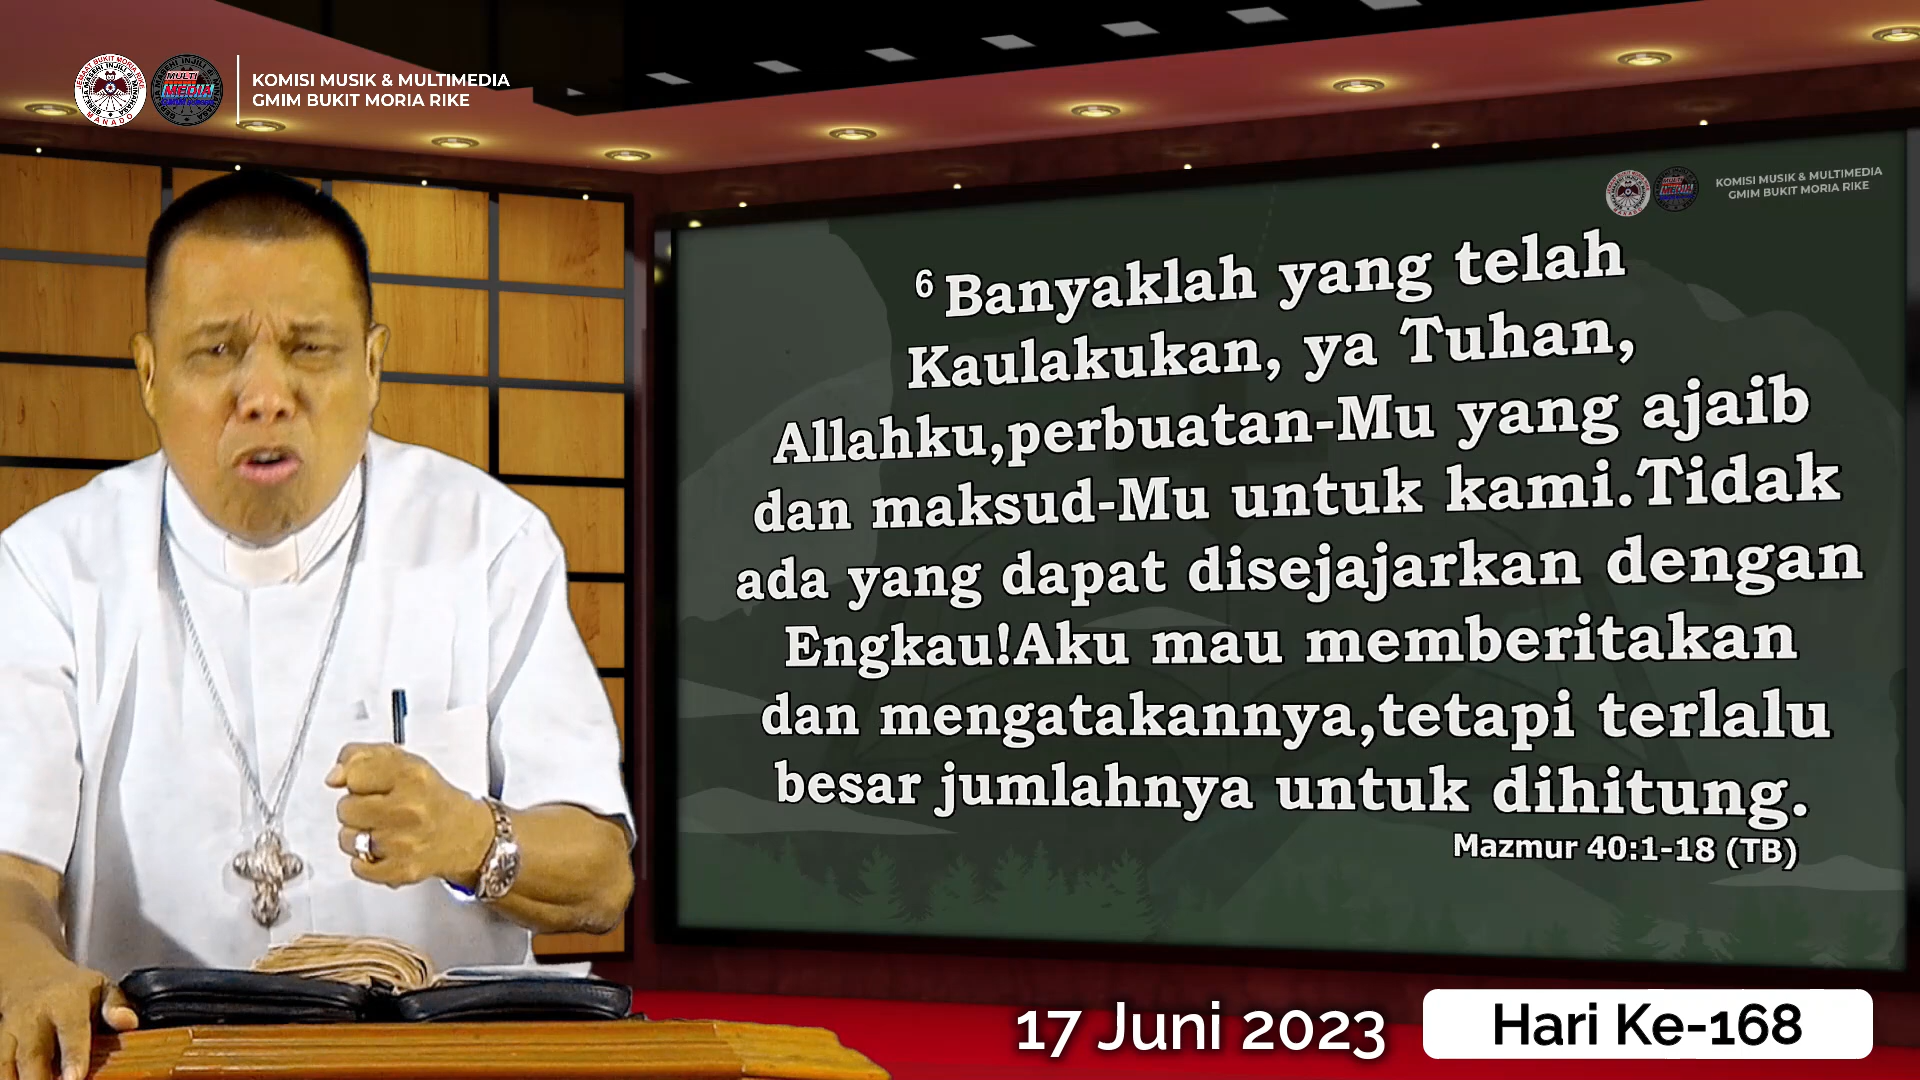 KOMISI MUSIK & MULTIMEDIA
GMIM BUKIT MORIA RIKE
MULTI
MEDIA
MANADO
KOMISI MUSIK & MULTIMEDIA
GMIM BUKIT MORIA RIKE
6 Banyaklah yang telah
Kaulakukan, ya Tuhan,
Allahku,perbuatan-Mu yang ajaib
dan maksud-Mu untuk kami.Tidak
ada yang dapat disejajarkan dengan
Engkau!Aku mau memberitakan
dan mengatakannya,tetapi terlalu
besar jumlahnya untuk dihitung.
Mazmur 40:1-18 (TB)
17 Juni 2023
Hari Ke-168